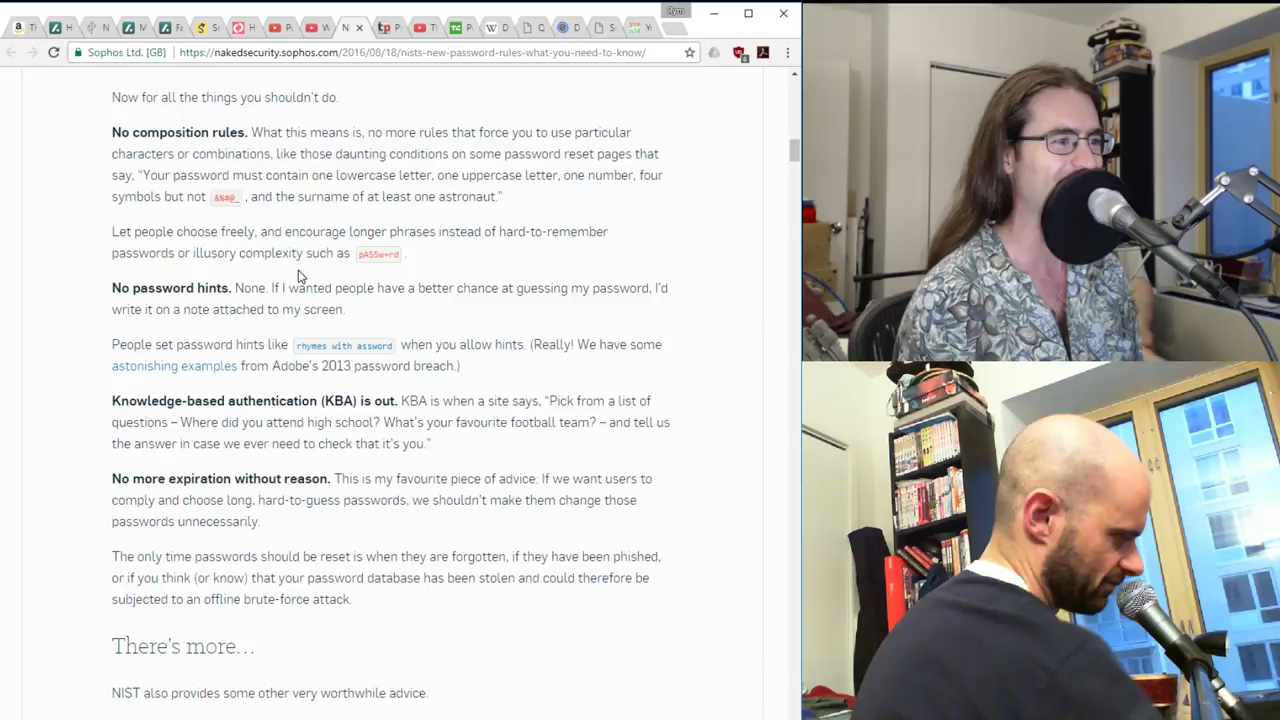 Rym
Sophos Ltd. [GB]
https://nakedsecurity.sophos.com/2016/08/18/nists-new-password-rules-what-you-need-to-know/
Now for all the things you shouldn't do.
No composition rules. What this means is, no more rules that force you to use particular
characters or combinations, like those daunting conditions on some password reset pages that
say, “Your password must contain one lowercase letter, one uppercase letter, one number, four
symbols but not &%#@_ , and the surname of at least one astronaut.”
Let people choose freely, and encourage longer phrases instead of hard-to-remember
passwords or illusory complexity such as pA55w+rd .
No password hints. None. If I wanted people have a better chance at guessing my password, I'd
write it on a note attached to my screen.
People set password hints like rhymes with assword when you allow hints. (Really! We have some
astonishing examples from Adobe's 2013 password breach.)
Knowledge-based authentication (KBA) is out. KBA is when a site says, “Pick from a list of
questions – Where did you attend high school? What's your favourite football team? – and tell us
the answer in case we ever need to check that it's you.”
No more expiration without reason. This is my favourite piece of advice: If we want users to
comply and choose long, hard-to-guess passwords, we shouldn't make them change those
passwords unnecessarily.
The only time passwords should be reset is when they are forgotten, if they have been phished,
or if you think (or know) that your password database has been stolen and could therefore be
subjected to an offline brute-force attack.
There's more…
NIST also provides some other very worthwhile advice.